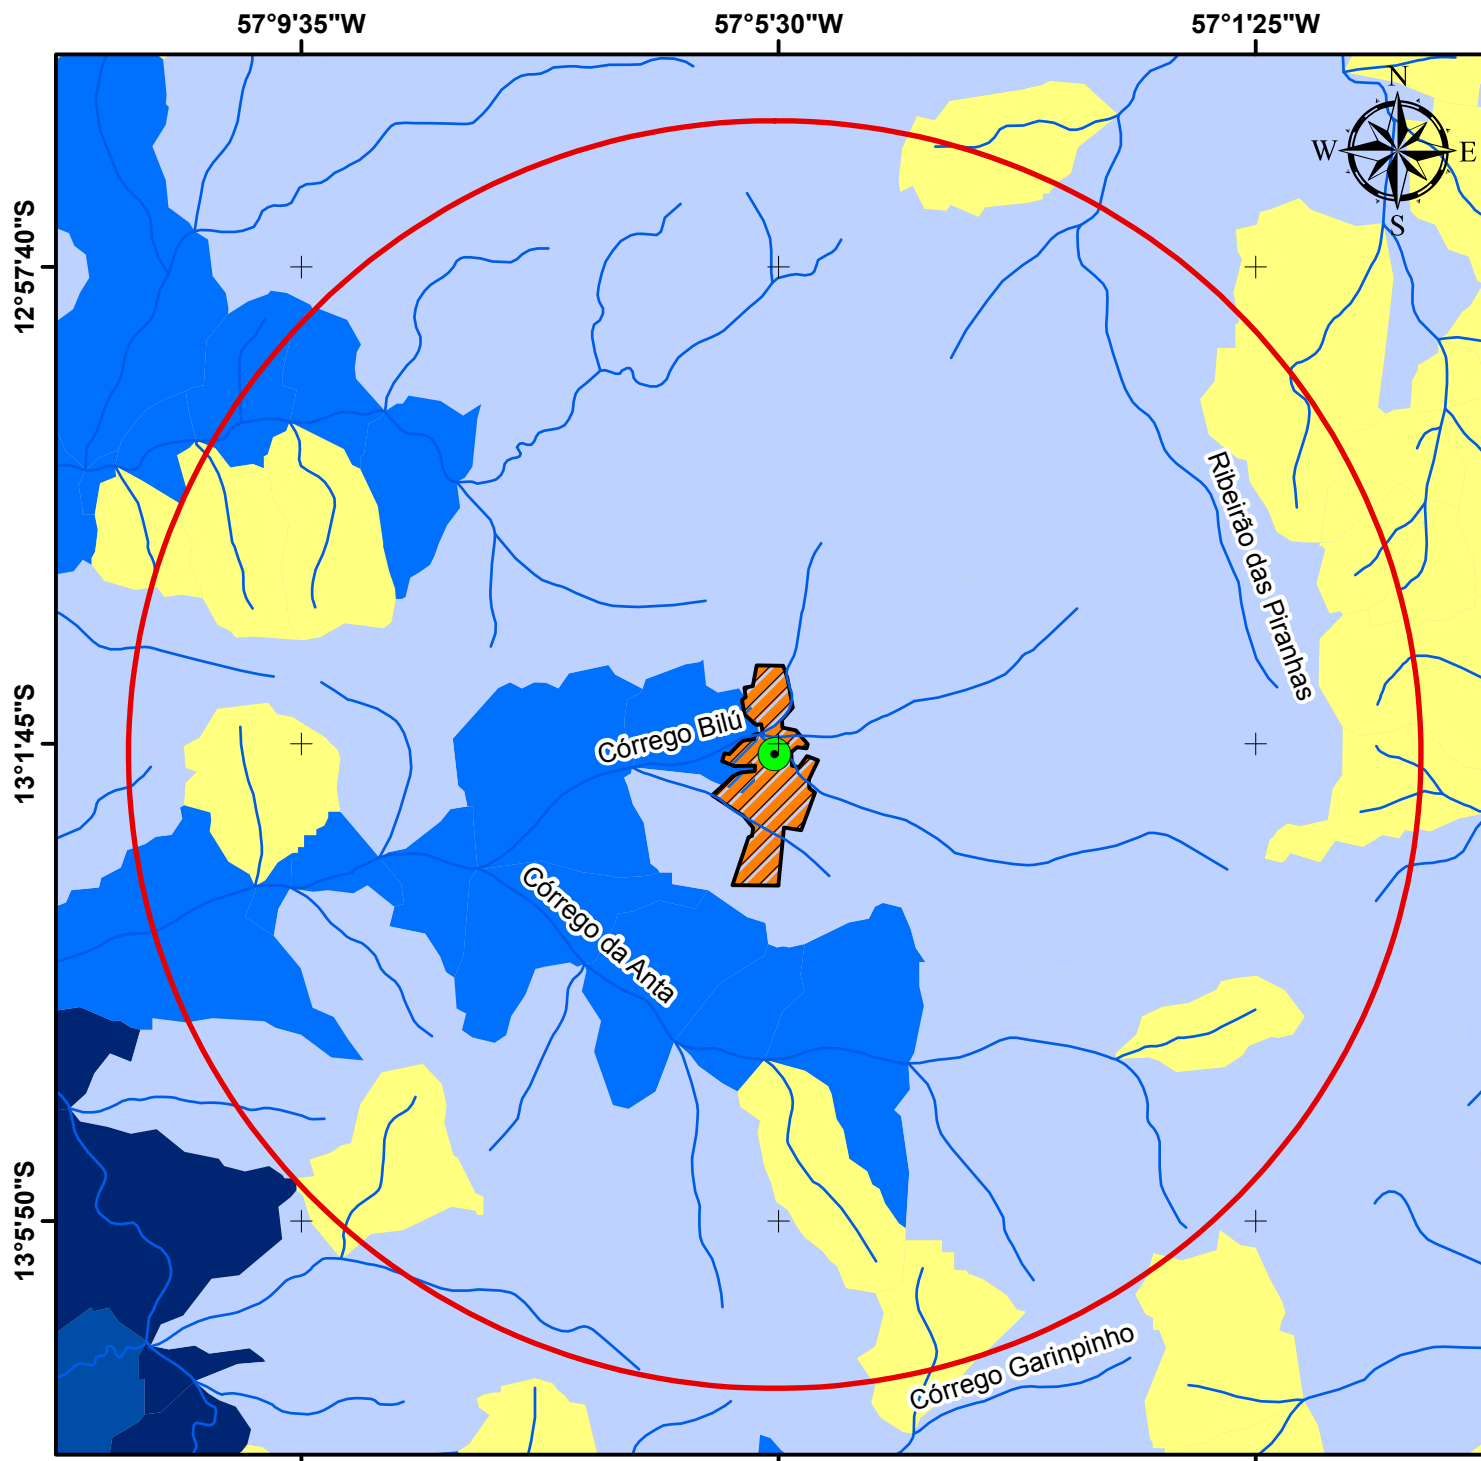 57°9'35"W
57°5'30"W
57°1'25"W
N
W
E
S
12°57'40"S
Ribeirão das Piranhas
13°1'45"S
Córrego Bilú
Córrego da Anta
13°5'50"S
Córrego Garinpinho